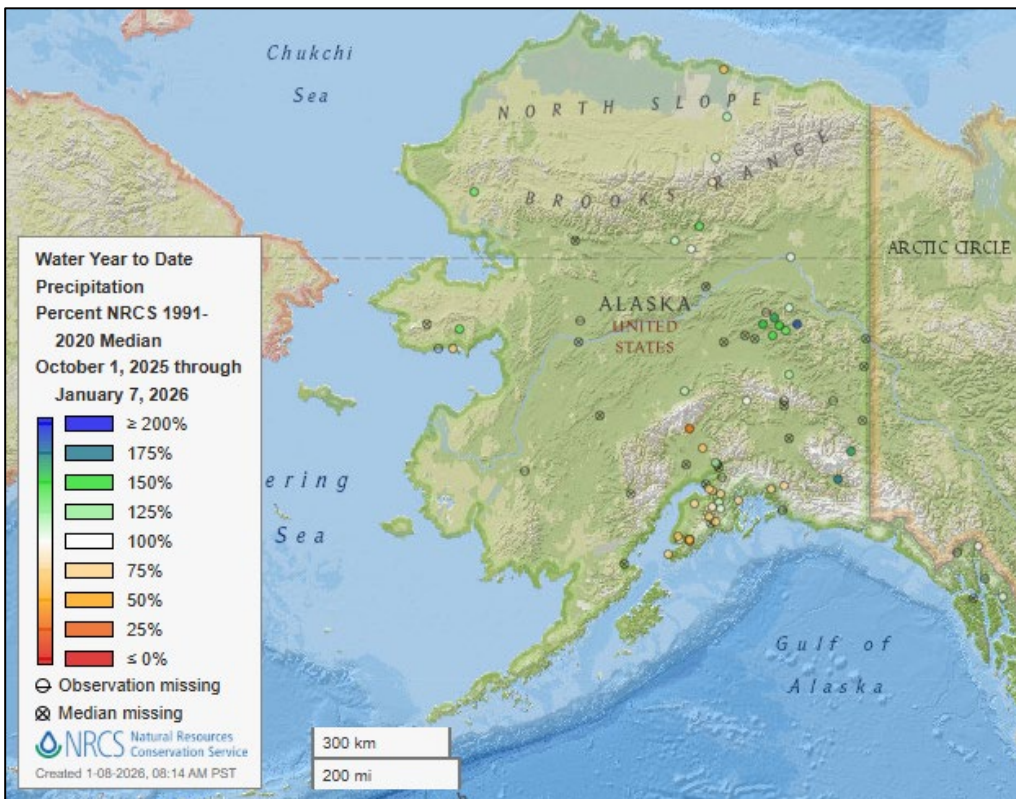 Chukchi
Sea
NORTH SLOPE
BROOKS RANGE
ARCTIC CIRCLE
ALASKA
UNITED
STATES
ering
Sea
Gulf of
Alaska
Water Year to Date
Precipitation
Percent NRCS 1991-
2020 Median
October 1, 2025 through
January 7, 2026
≥ 200%
175%
150%
125%
100%
75%
50%
25%
≤ 0%
Observation missing
Median missing
NRCS Natural Resources
Conservation Service
Created 1-08-2026, 08:14 AM PST
300 km
200 mi